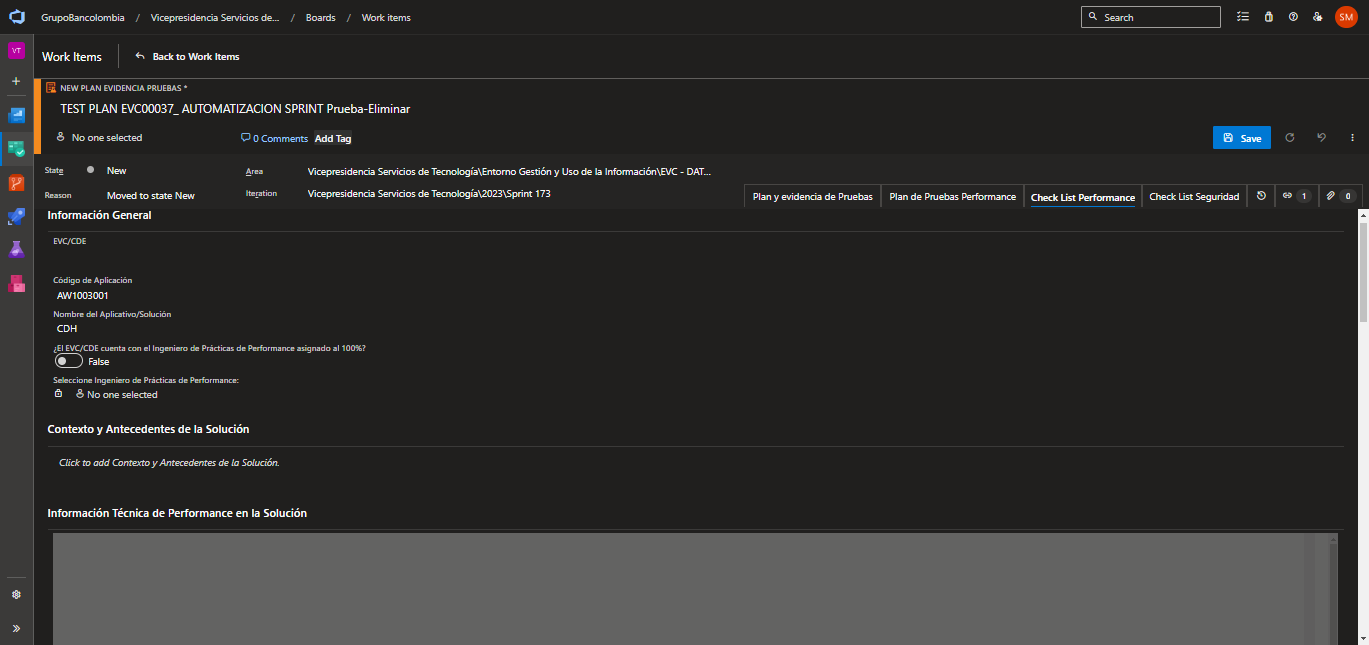 GrupoBancolombia / Vicepresidencia Servicios de... / Boards / Work items
Search
SM
VT
Work Items
Back to Work Items
NEW PLAN EVIDENCIA PRUEBAS *
TEST PLAN EVC00037_ AUTOMATIZACION SPRINT Prueba-Eliminar
No one selected
0 Comments
Add Tag
Save
State
New
Area
Vicepresidencia Servicios de Tecnología\Entorno Gestión y Uso de la Información\EVC - DAT...
Reason
Moved to state New
Iteration
Vicepresidencia Servicios de Tecnología\2023\Sprint 173
Plan y evidencia de Pruebas
Plan de Pruebas Performance
Check List Performance
Check List Seguridad
1
0
Información General
EVC/CDE
Código de Aplicación
AW1003001
Nombre del Aplicativo/Solución
CDH
¿El EVC/CDE cuenta con el Ingeniero de Prácticas de Performance asignado al 100%?
False
Seleccione Ingeniero de Prácticas de Performance:
No one selected
Contexto y Antecedentes de la Solución
Click to add Contexto y Antecedentes de la Solución.
Información Técnica de Performance en la Solución